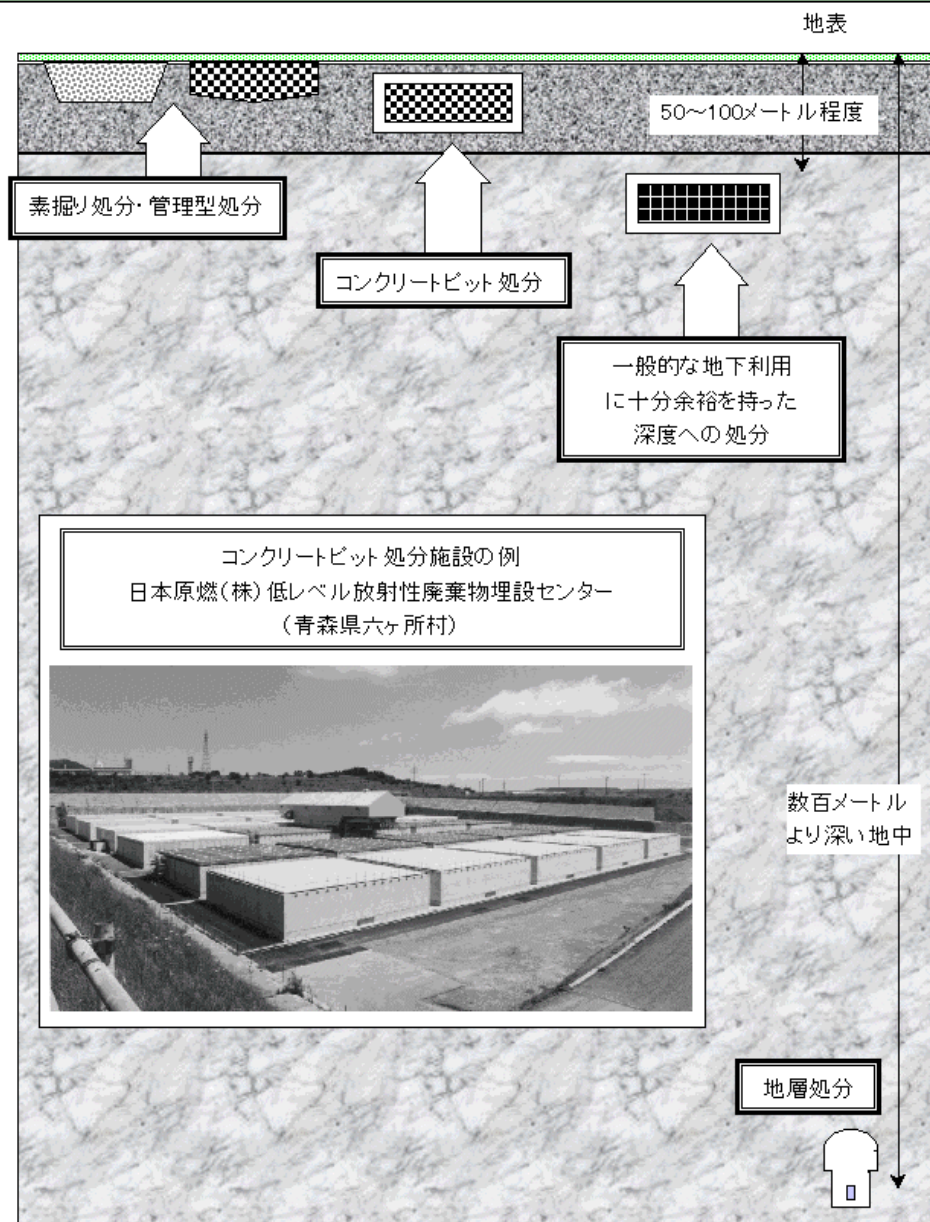 地表
50～100メートル程度
素掘り処分・管理型処分
コンクリートピット処分
一般的な地下利用
に十分余裕を持った
深度への処分
コンクリートピット処分施設の例
日本原燃(株)低レベル放射性廃棄物埋設センター
（青森県六ヶ所村）
数百メートル
より深い地中
地層処分